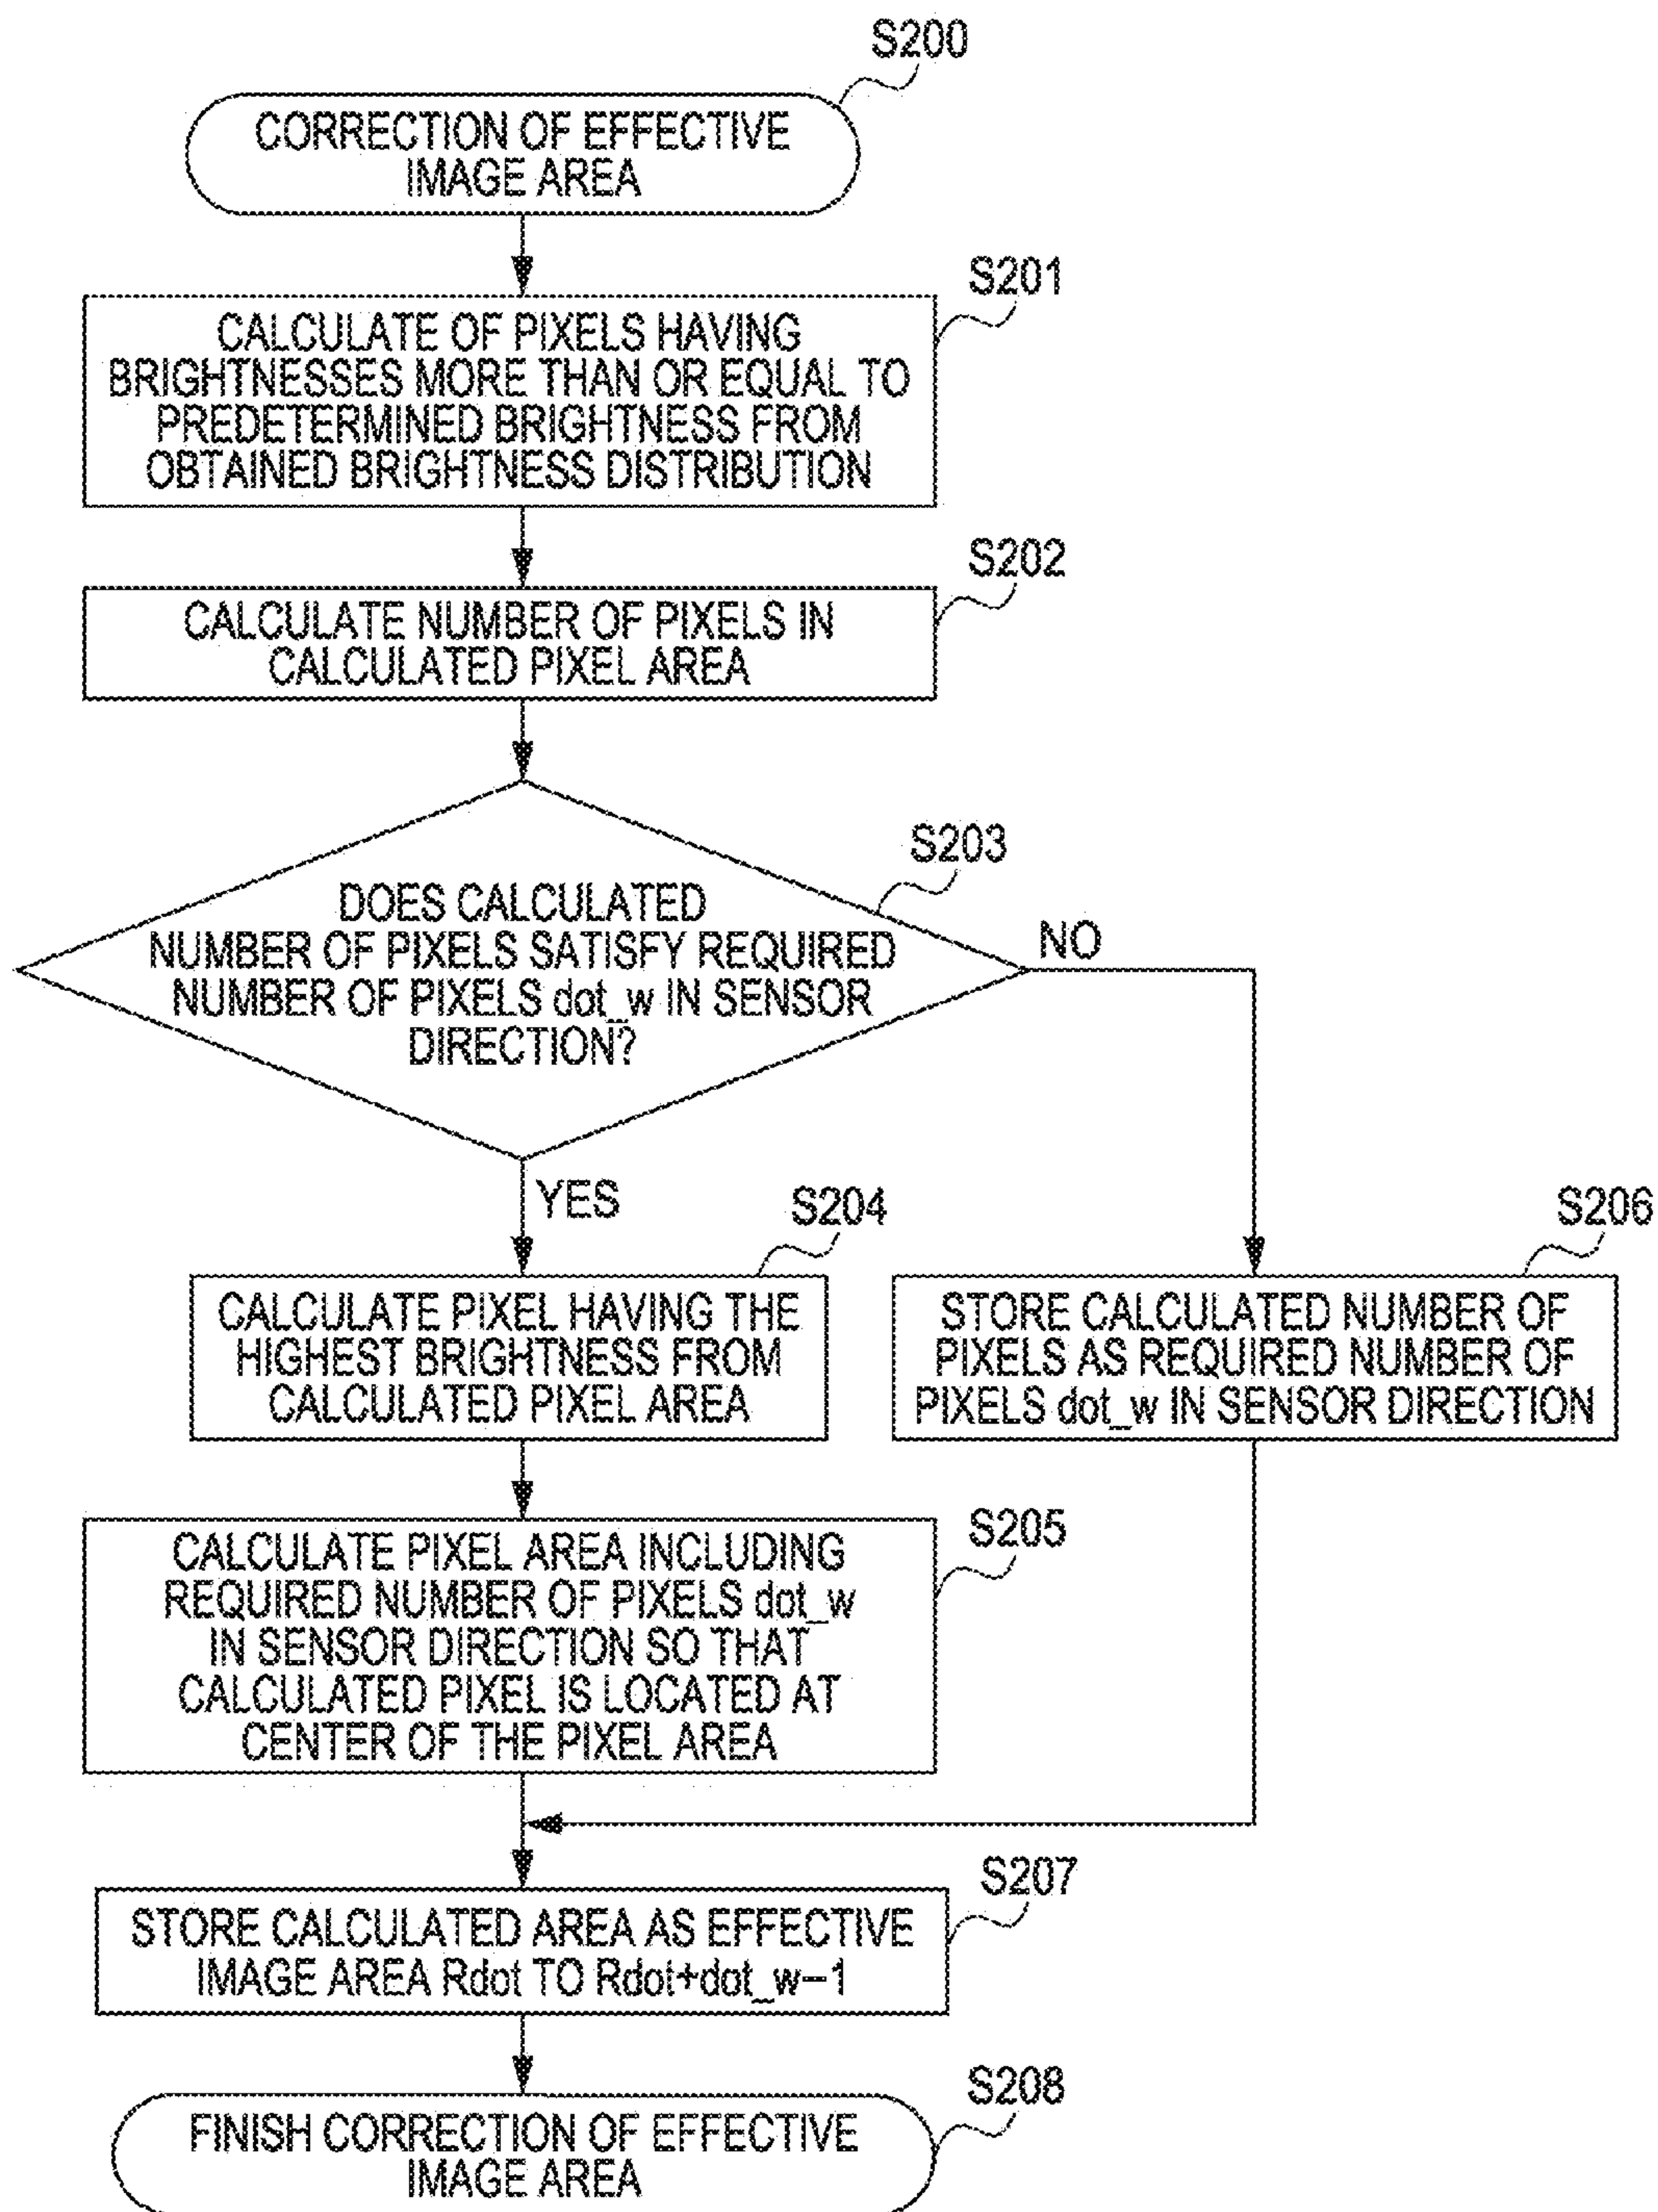 S200
CORRECTION OF EFFECTIVE
IMAGE AREA
S201
CALCULATE OF PIXELS HAVING
BRIGHTNESSES MORE THAN OR EQUAL TO
PREDETERMINED BRIGHTNESS FROM
OBTAINED BRIGHTNESS DISTRIBUTION
S202
CALCULATE NUMBER OF PIXELS IN
CALCULATED PIXEL AREA
S203
DOES CALCULATED
NUMBER OF PIXELS SATISFY REQUIRED
NUMBER OF PIXELS dot_w IN SENSOR
DIRECTION?
NO
YES
S204
CALCULATE PIXEL HAVING THE
HIGHEST BRIGHTNESS FROM
CALCULATED PIXEL AREA
S206
STORE CALCULATED NUMBER OF
PIXELS AS REQUIRED NUMBER OF
PIXELS dot_w IN SENSOR DIRECTION
S205
CALCULATE PIXEL AREA INCLUDING
REQUIRED NUMBER OF PIXELS dot_w
IN SENSOR DIRECTION SO THAT
CALCULATED PIXEL IS LOCATED AT
CENTER OF THE PIXEL AREA
S207
STORE CALCULATED AREA AS EFFECTIVE
IMAGE AREA Rdot TO Rdot+dot_w−1
S208
FINISH CORRECTION OF EFFECTIVE
IMAGE AREA